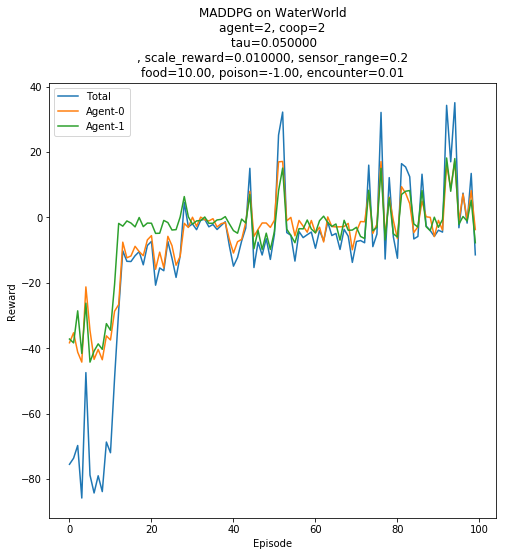 MADDPG on WaterWorld
agent=2, coop=2
tau=0.050000
, scale_reward=0.010000, sensor_range=0.2
food=10.00, poison=-1.00, encounter=0.01
Total
Agent-0
Agent-1
40
20
0
−20
−40
−60
−80
Reward
0
20
40
60
80
100
Episode